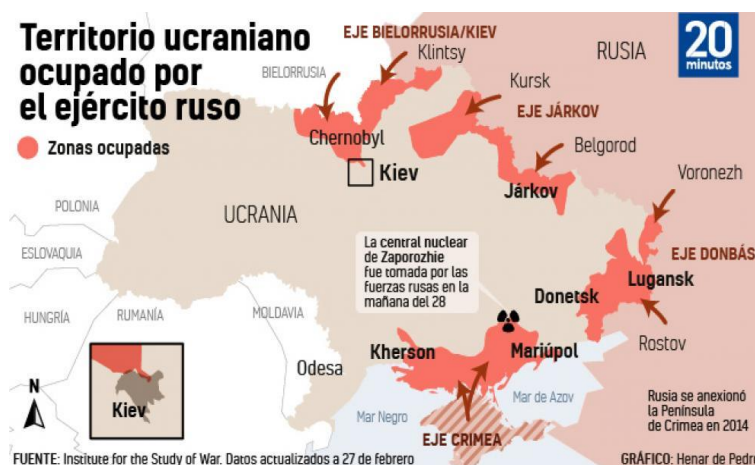 Territorio ucraniano
ocupado por
el ejército ruso
Zonas ocupadas
20
minutos
EJE BIELORRUSIA/KIEV
Klintsy
RUSIA
BIELORRUSIA
Kursk
EJE JÁRKOV
Chernobyl
Belgorod
Kiev
Járkov
Voronezh
POLONIA
UCRANIA
La central nuclear
de Zaporozhie
fue tomada por las
fuerzas rusas en la
mañana del 28
EJE DONBÁS
ESLOVAQUIA
Lugansk
Donetsk
HUNGRÍA
RUMANÍA
MOLDAVIA
Rostov
Odesa
Kherson
Mariúpol
N
Kiev
Mar de Azov
Mar Negro
Rusia se anexionó
la Península
de Crimea en 2014
EJE CRIMEA
FUENTE: Institute for the Study of War. Datos actualizados a 27 de febrero
GRÁFICO: Henar de Pedr